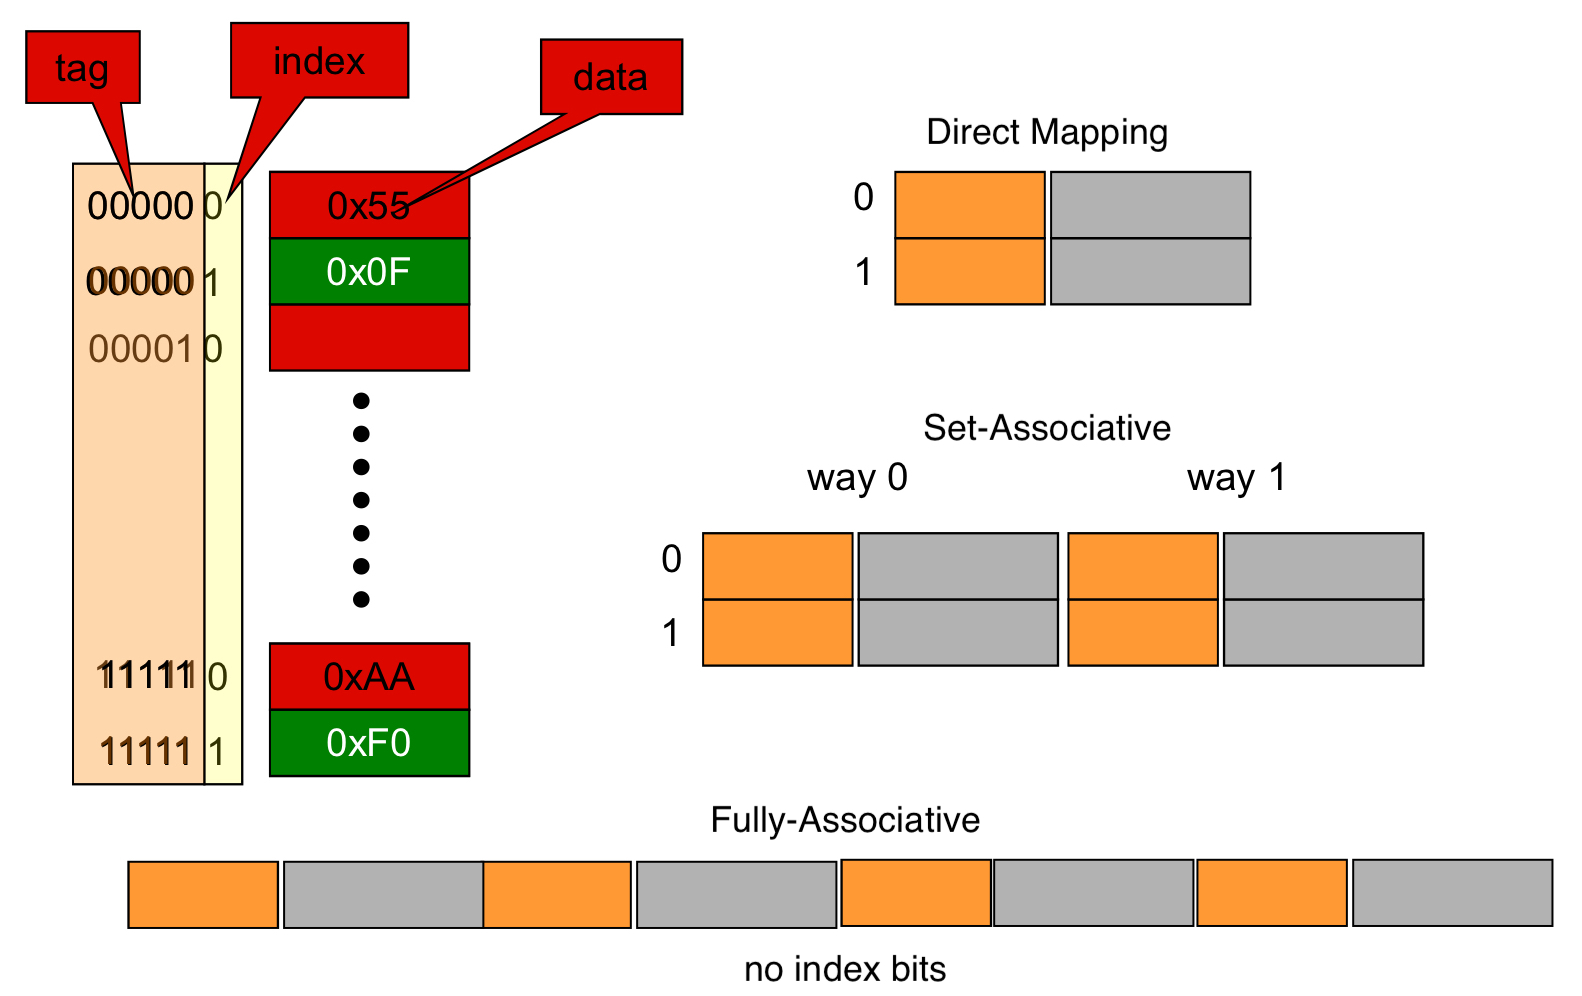 tag
index
data
00000 0
0x55
00000 1
0x0F
00001 0
11111 0
0xAA
11111 1
0xF0
Direct Mapping
0
1
Set-Associative
way 0 way 1
0
1
Fully-Associative
no index bits